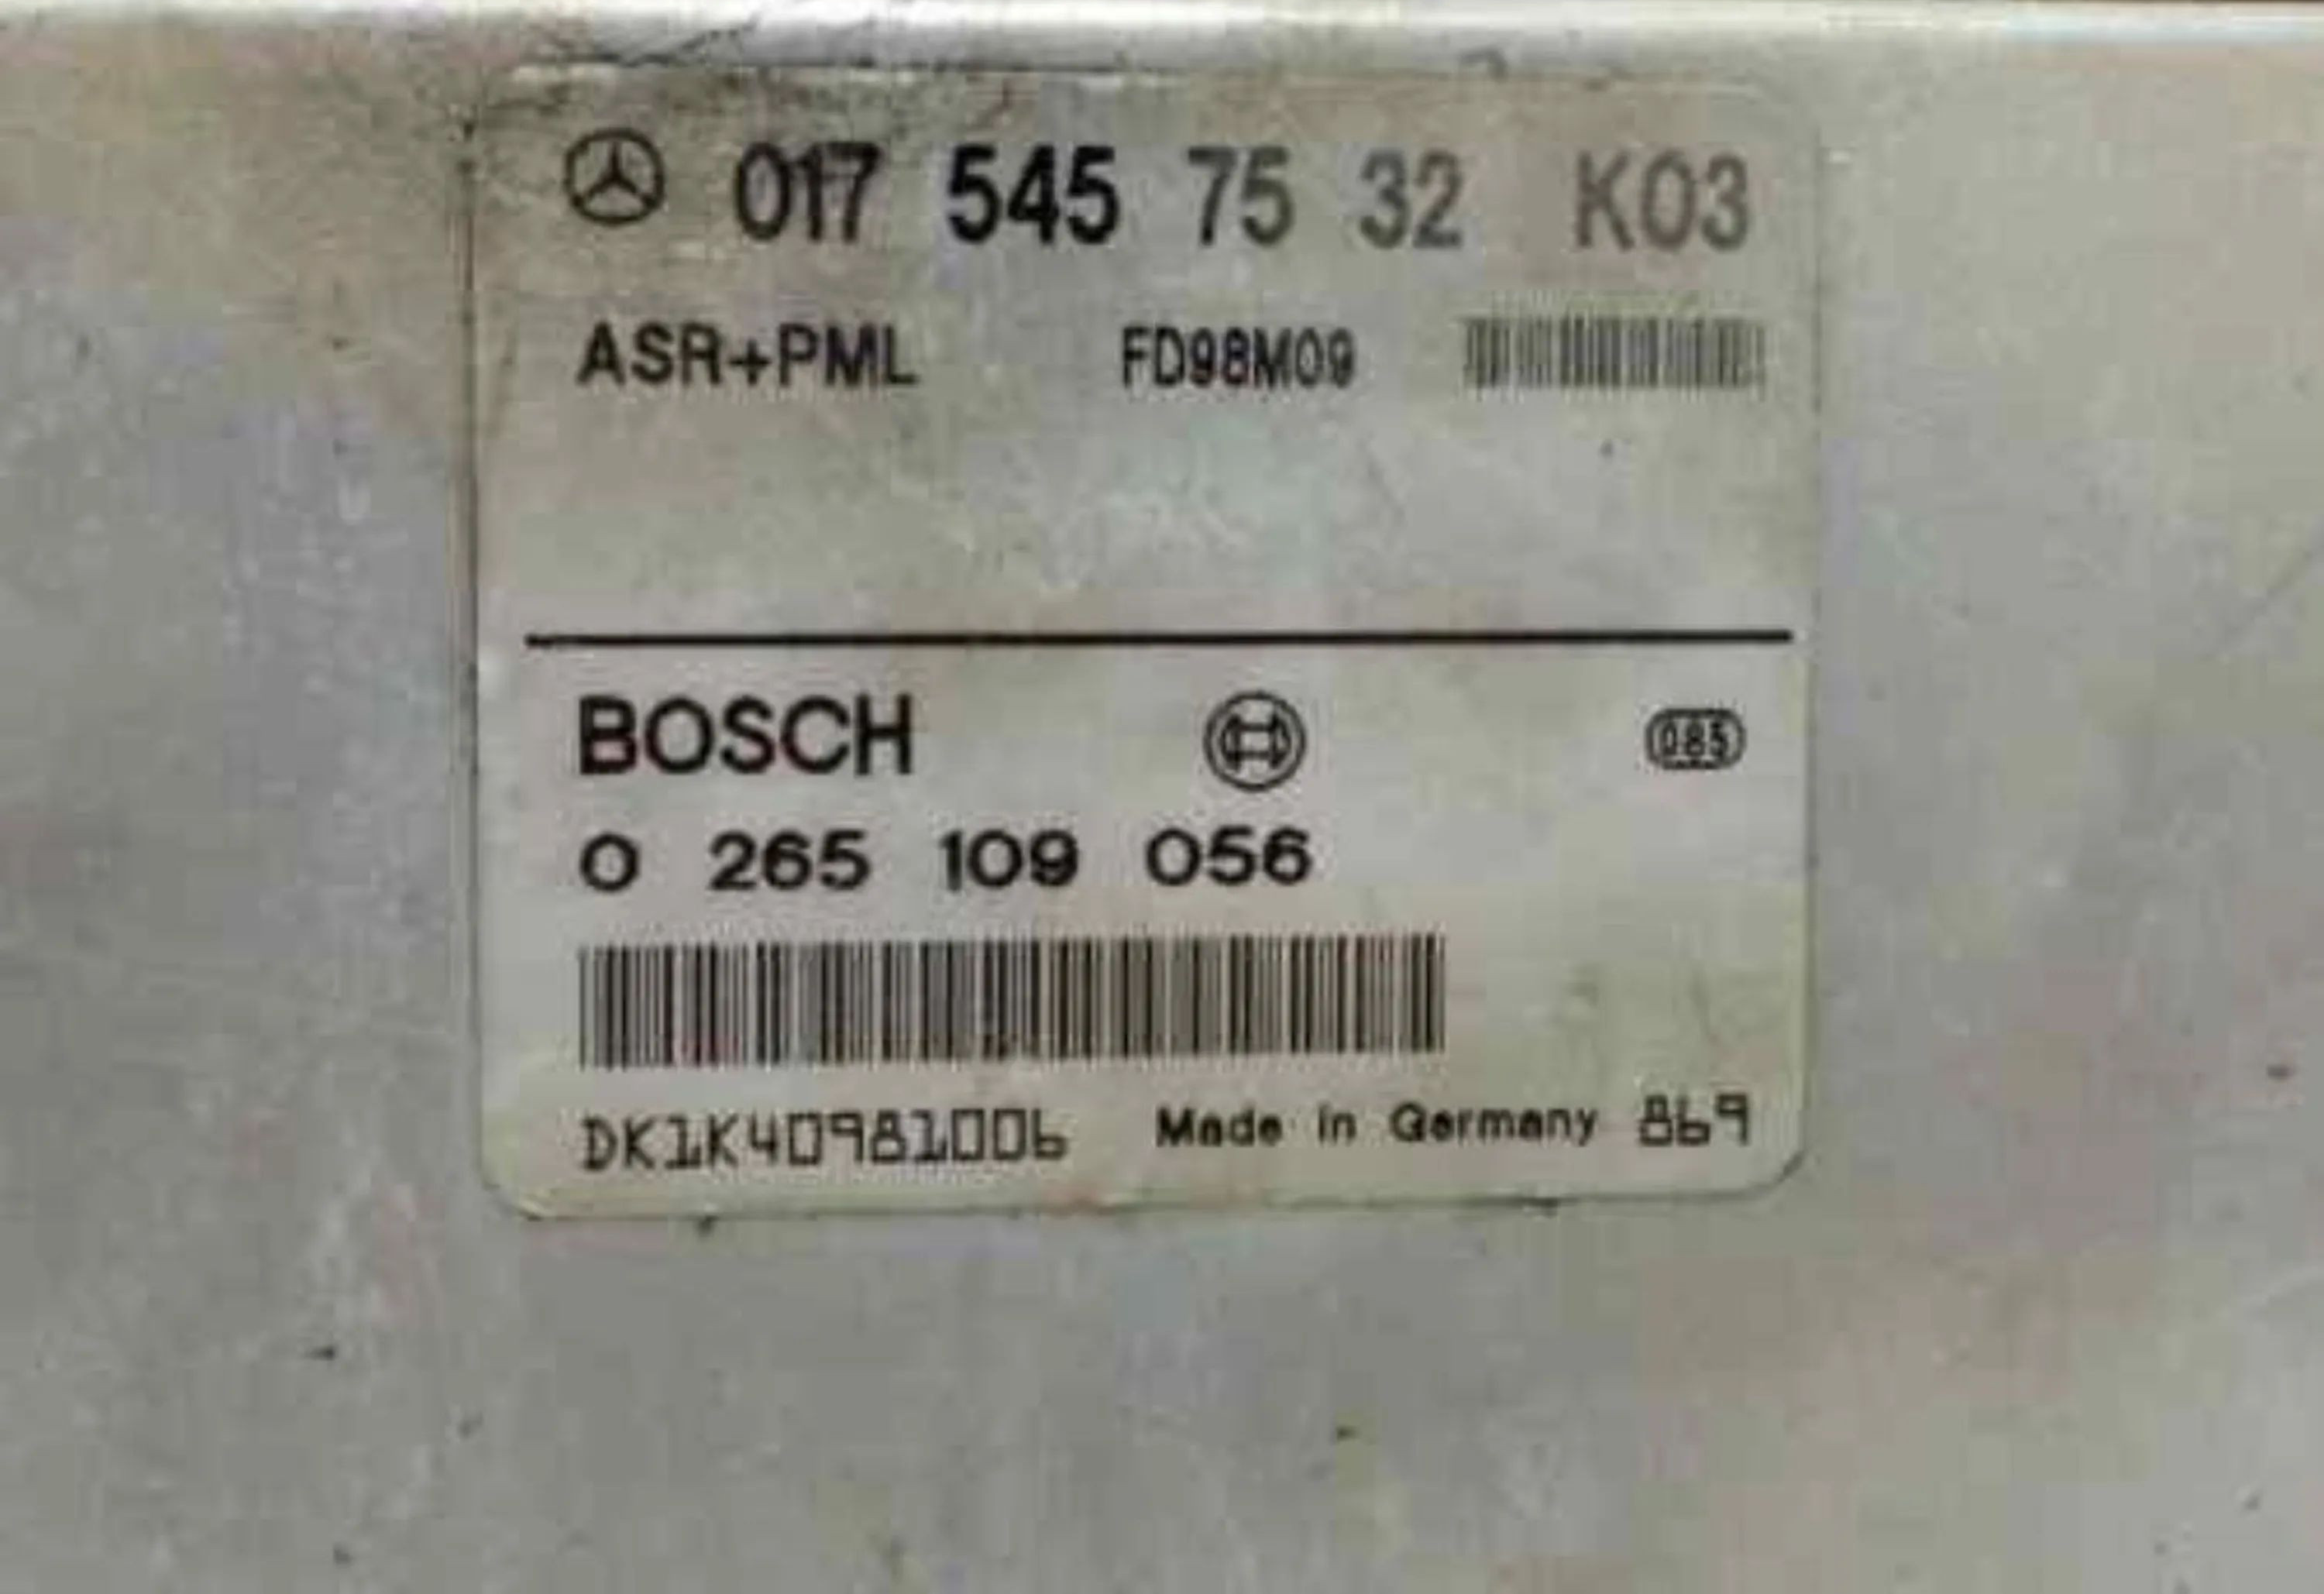 017 545 75 32 K03
ASR+PML FD98M09
BOSCH 085
0 265 109 056
DK1K40981006 Made in Germany 869